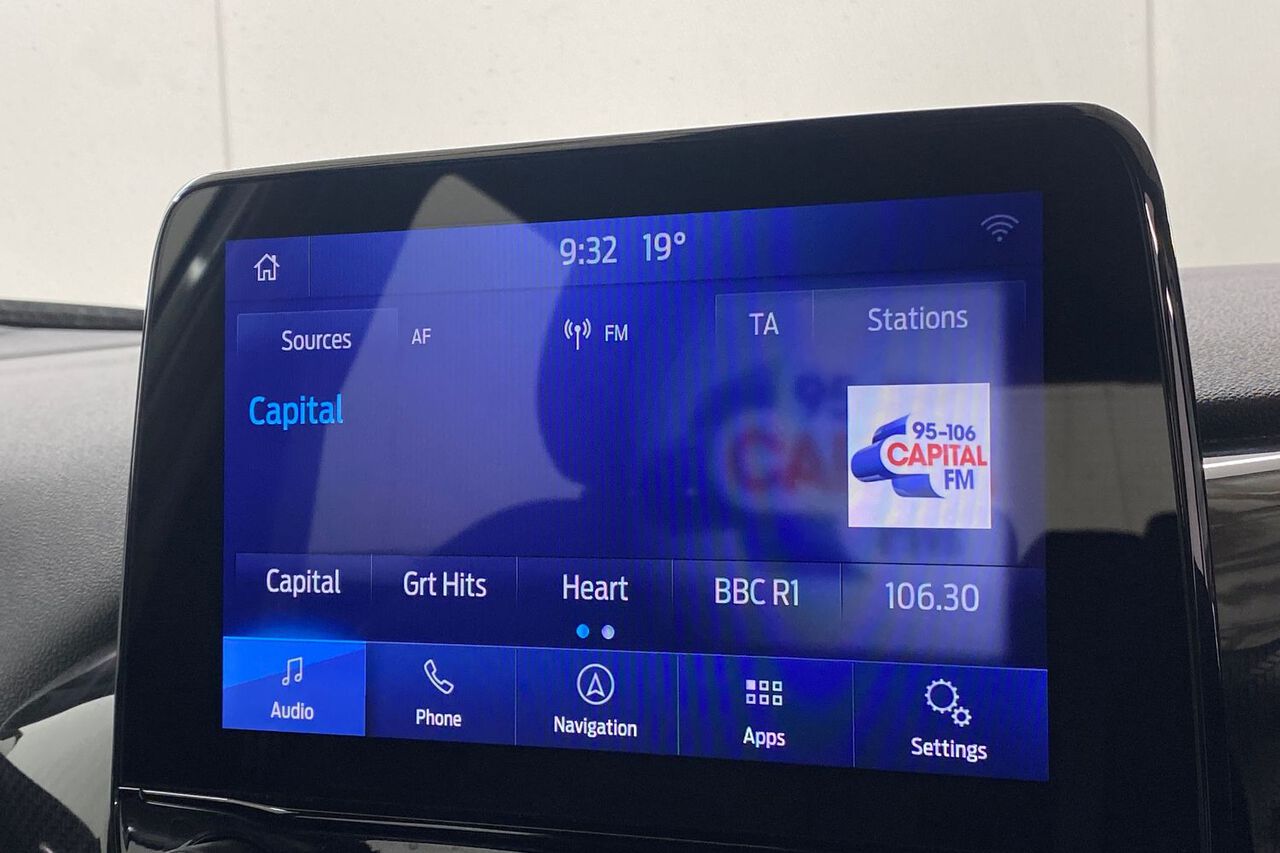 9:32 19°
Sources AF FM TA Stations
Capital
95-106
CAPITAL
FM
Capital Grt Hits Heart BBC R1 106.30
Audio Phone Navigation Apps Settings